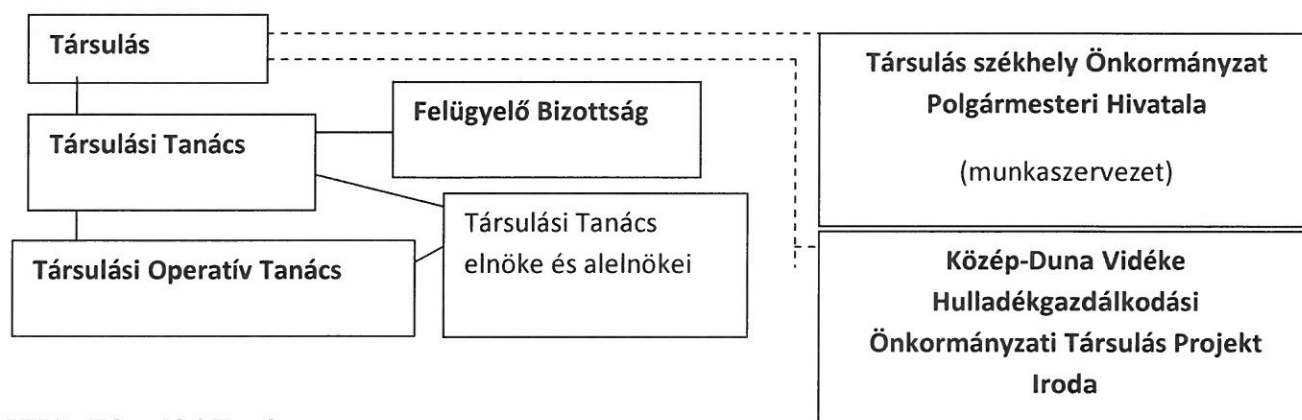 Társulás
Társulási Tanács
Felügyelő Bizottság
Társulási Tanács
elnöke és alelnökei
Társulási Operatív Tanács
Társulás székhely Önkormányzat
Polgármesteri Hivatala
(munkaszervezet)
Közép-Duna Vidéke
Hulladékgazdálkodási
Önkormányzati Társulás Projekt
Iroda